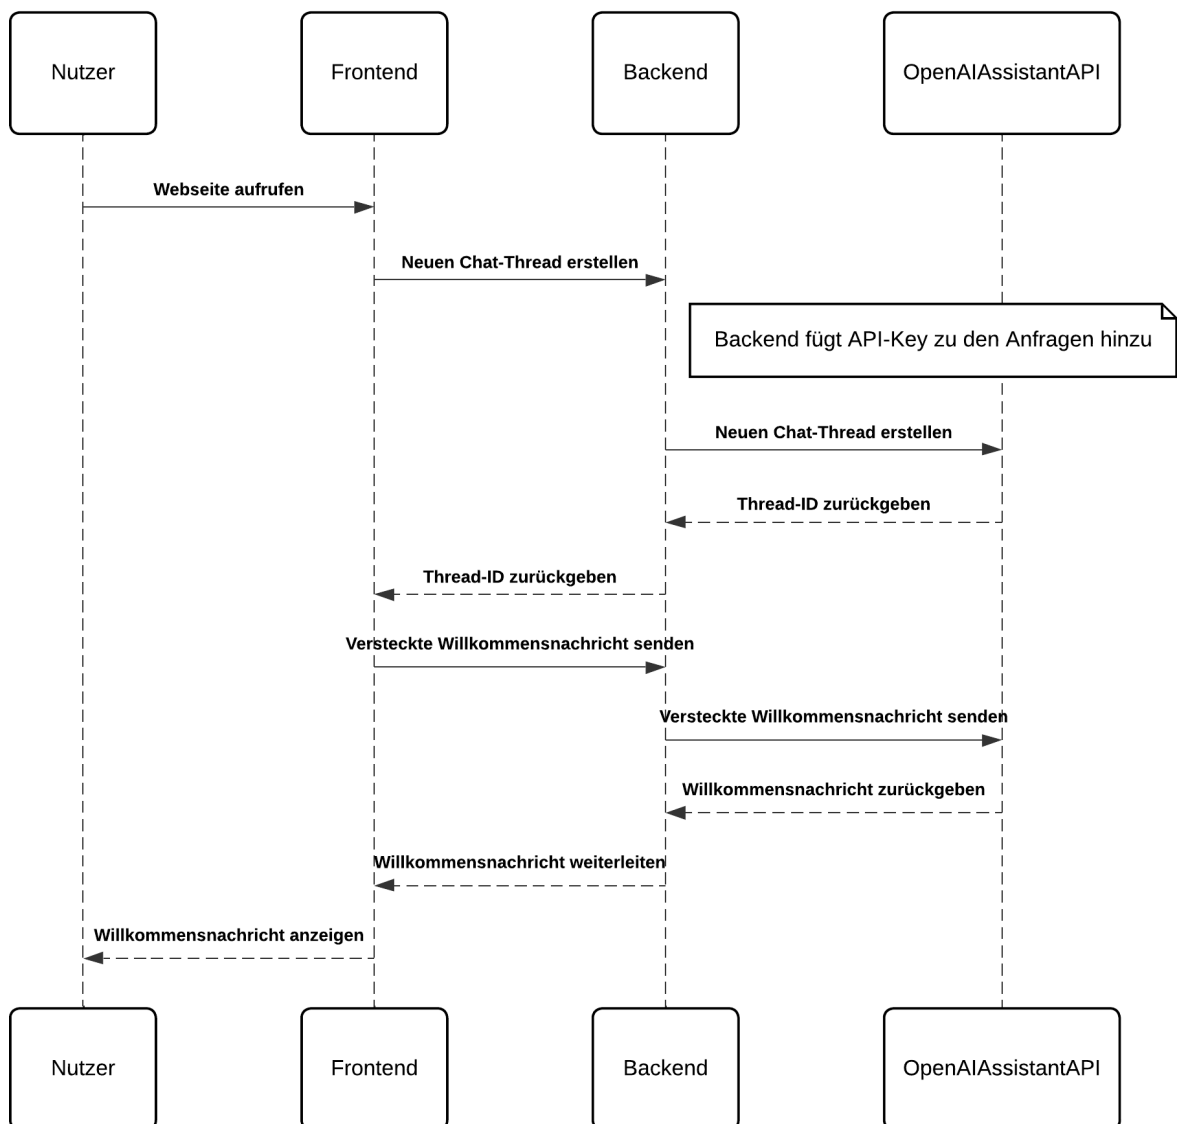 Nutzer
Frontend
Backend
OpenAIAssistantAPI
Webseite aufrufen
Neuen Chat-Thread erstellen
Backend fügt API-Key zu den Anfragen hinzu
Neuen Chat-Thread erstellen
Thread-ID zurückgeben
Thread-ID zurückgeben
Versteckte Willkommensnachricht senden
Versteckte Willkommensnachricht senden
Willkommensnachricht zurückgeben
Willkommensnachricht weiterleiten
Willkommensnachricht anzeigen
Nutzer
Frontend
Backend
OpenAIAssistantAPI